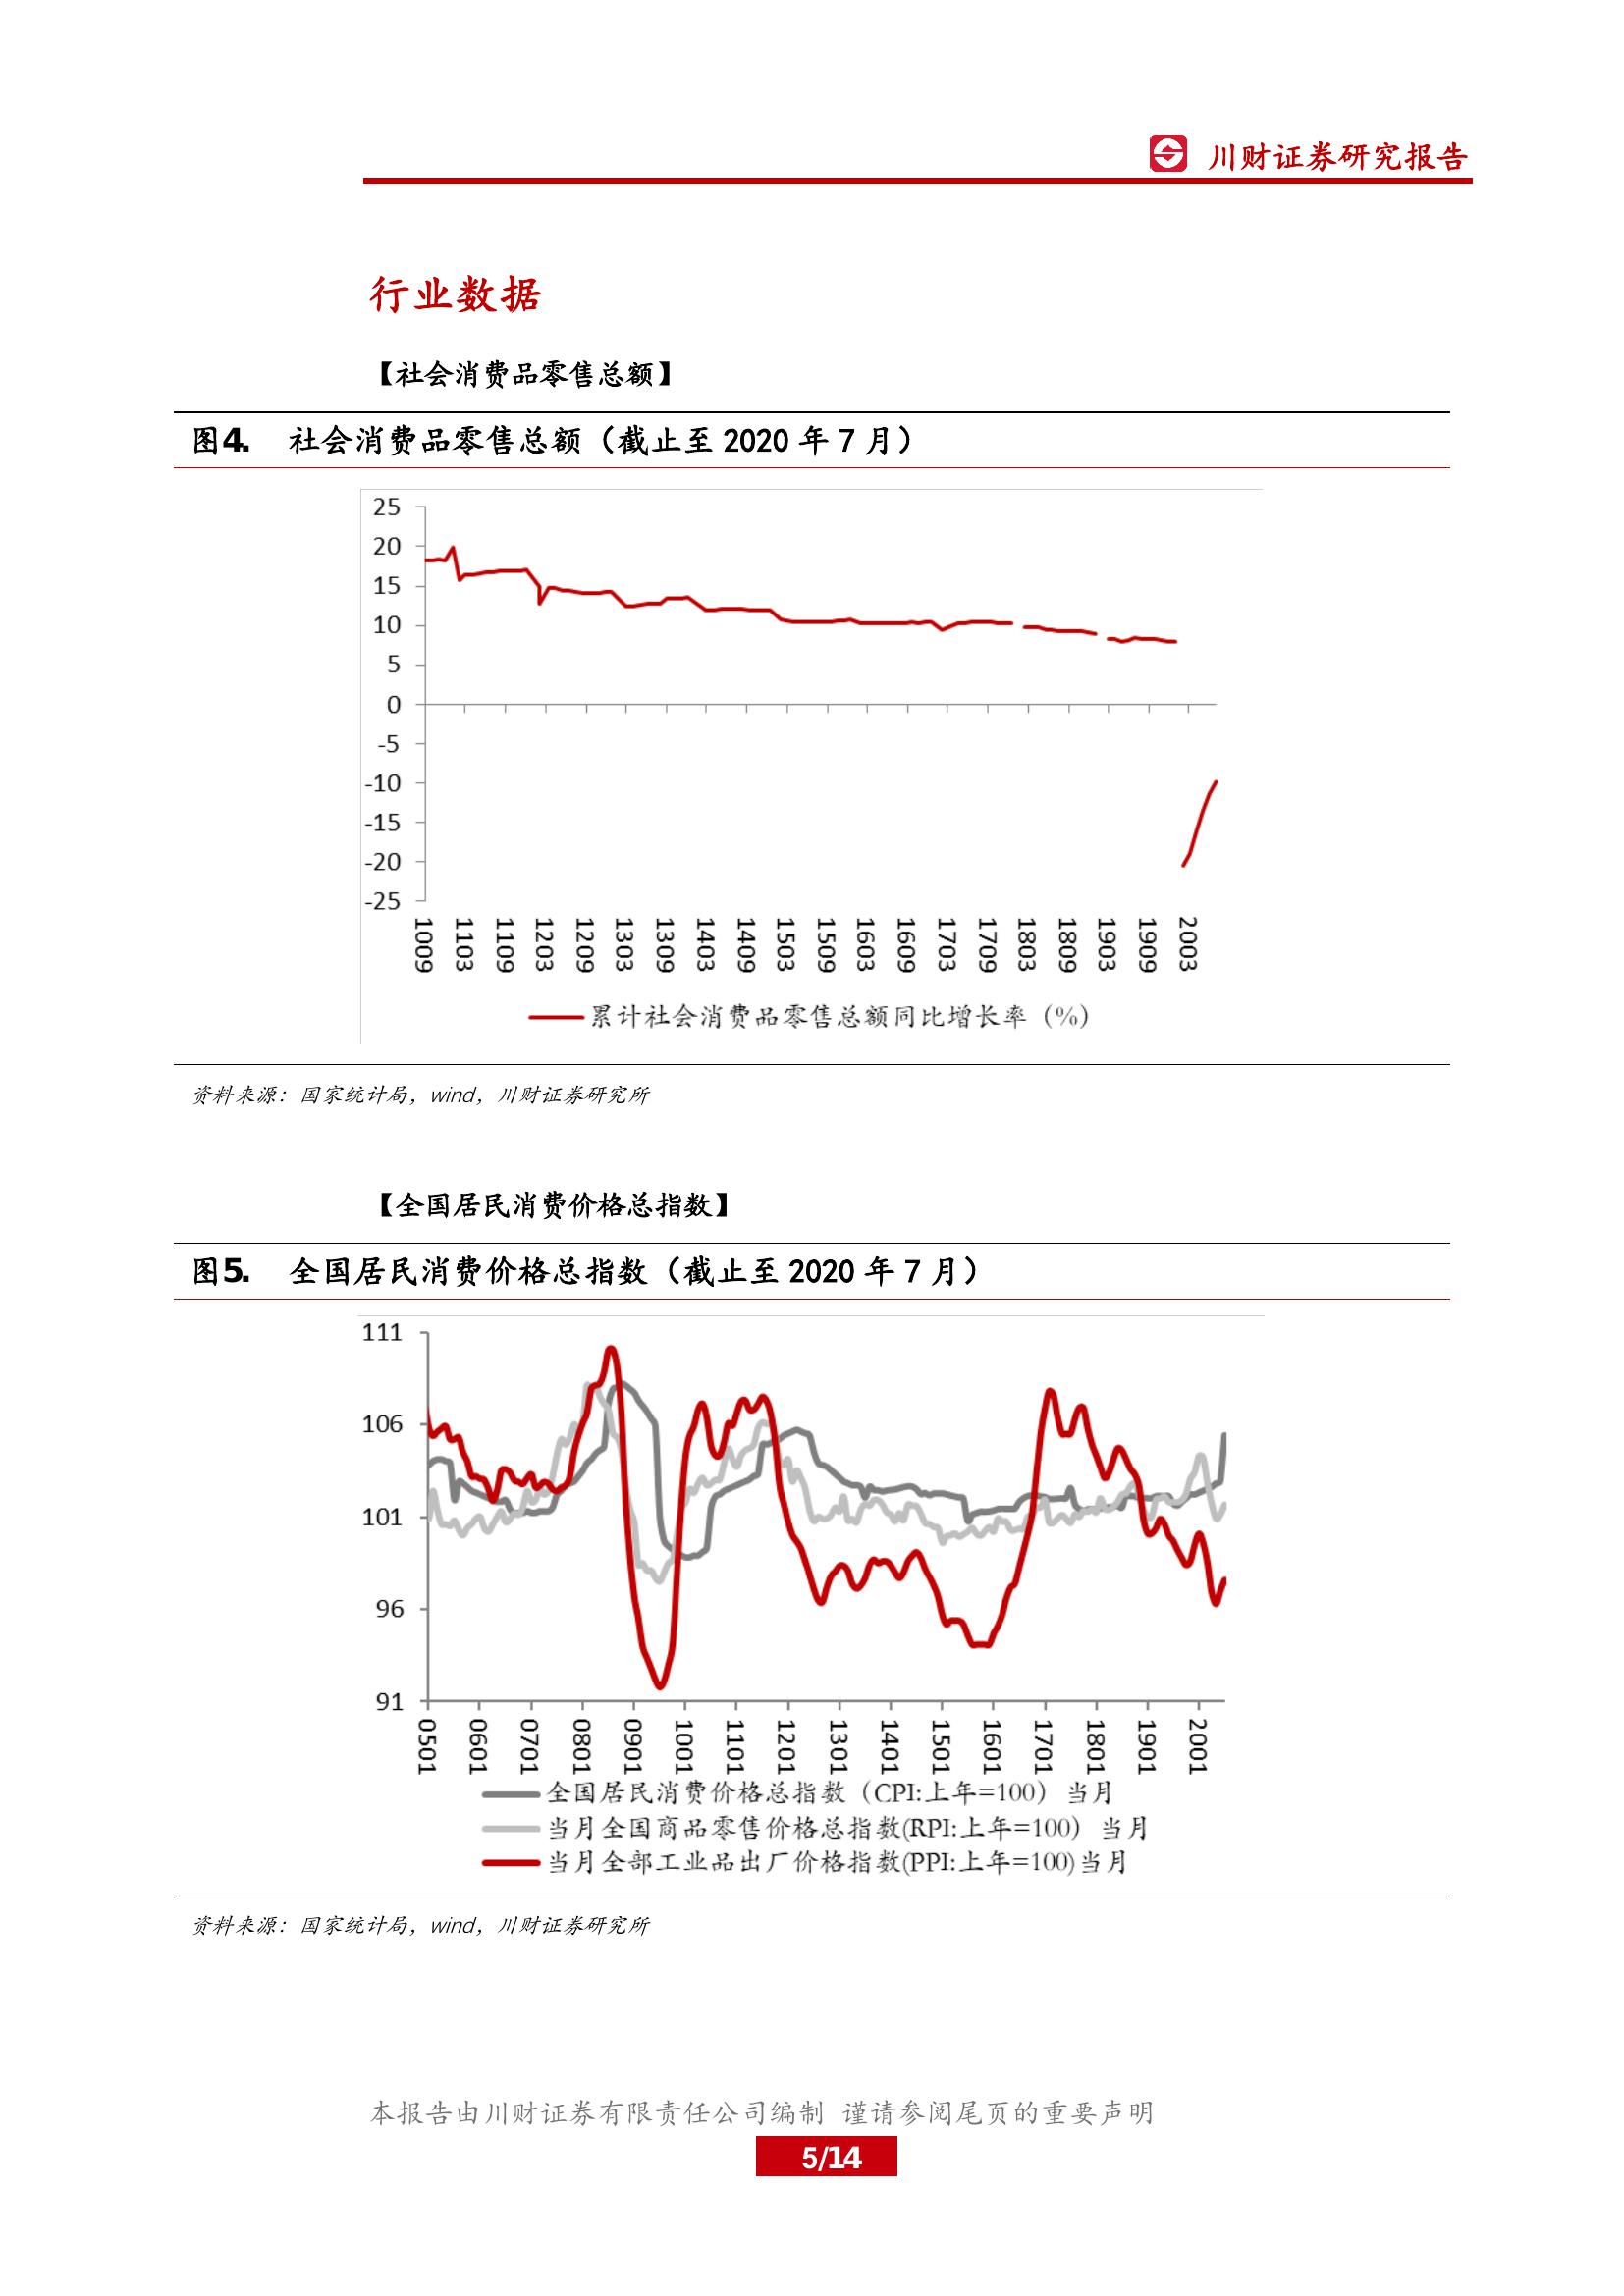 川财证券研究报告
行业数据
【社会消费品零售总额】
图4. 社会消费品零售总额（截止至 2020 年 7 月）
25
20
15
10
5
0
-5
-10
-15
-20
-25
1009 1103 1109 1203 1209 1303 1309 1403 1409 1503 1509 1603 1609 1703 1709 1803 1809 1903 1909 2003
累计社会消费品零售总额同比增长率（%）
资料来源：国家统计局，wind，川财证券研究所
【全国居民消费价格总指数】
图5. 全国居民消费价格总指数（截止至 2020 年 7 月）
111
106
101
96
91
0501 0601 0701 0801 0901 1001 1101 1201 1301 1401 1501 1601 1701 1801 1901 2001
全国居民消费价格总指数（CPI:上年=100）当月
当月全国商品零售价格总指数(RPI:上年=100）当月
当月全部工业品出厂价格指数(PPI:上年=100)当月
资料来源：国家统计局，wind，川财证券研究所
本报告由川财证券有限责任公司编制 谨请参阅尾页的重要声明
5/14